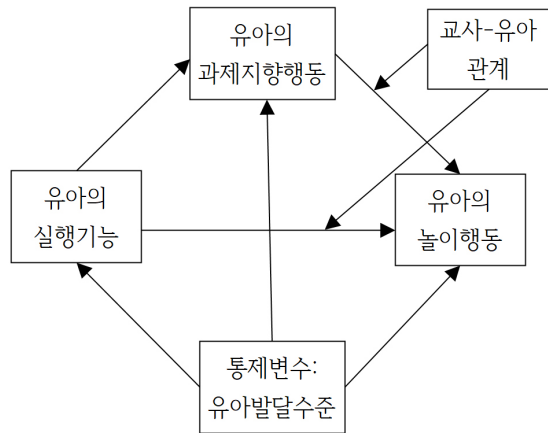 유아의
과제지향행동
교사-유아
관계
유아의
실행기능
유아의
놀이행동
통제변수:
유아발달수준